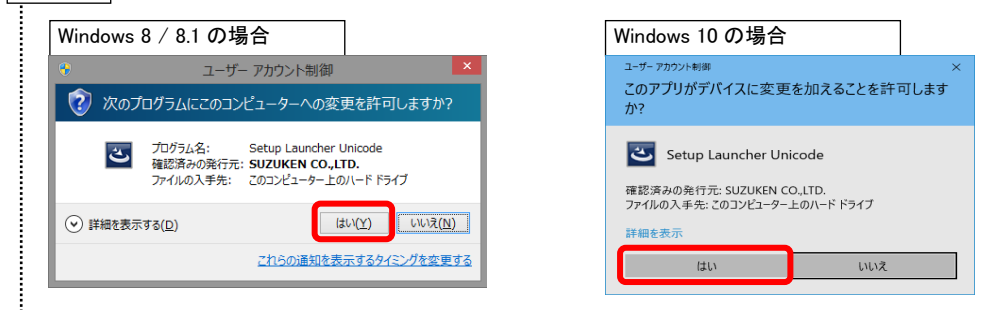 Windows 8 / 8.1 の場合
ユーザー アカウント制御
次のプログラムにこのコンピューターへの変更を許可しますか?
プログラム名: Setup Launcher Unicode
確認済みの発行元: SUZUKEN CO.,LTD.
ファイルの入手先: このコンピューター上のハード ドライブ
詳細を表示する(D)
はい(Y)
いいえ(N)
これらの通知を表示するタイミングを変更する
Windows 10 の場合
ユーザー アカウント制御
このアプリがデバイスに変更を加えることを許可します
か?
Setup Launcher Unicode
確認済みの発行元: SUZUKEN CO.,LTD.
ファイルの入手先: このコンピューター上のハード ドライブ
詳細を表示
はい
いいえ